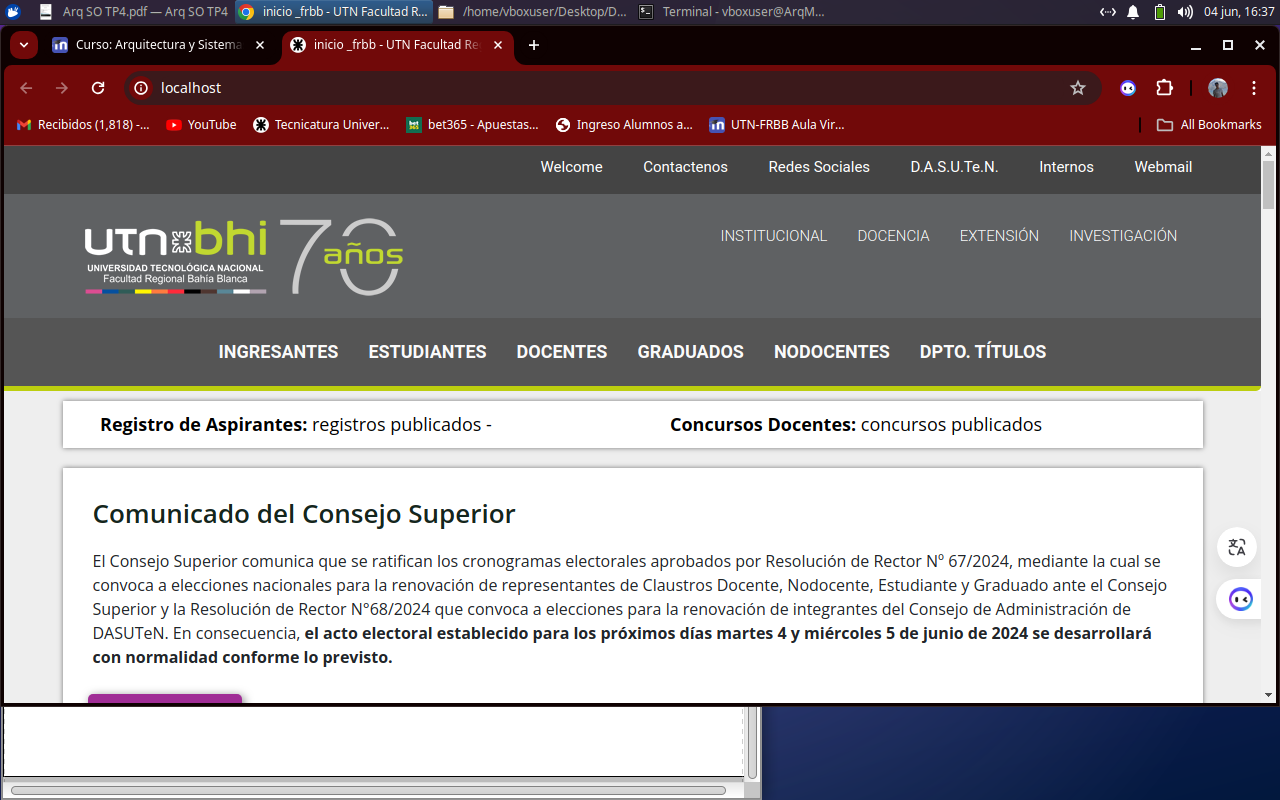 Arq SO TP4.pdf — Arq SO TP4
inicio _frbb - UTN Facultad R...
/home/vboxuser/Desktop/D...
Terminal - vboxuser@ArqM...
04 jun, 16:37
Curso: Arquitectura y Sistema
inicio _frbb - UTN Facultad Re
localhost
Recibidos (1,818) -...
YouTube
Tecnicatura Univer...
bet365 - Apuestas...
Ingreso Alumnos a...
UTN-FRBB Aula Vir...
All Bookmarks
Welcome
Contactenos
Redes Sociales
D.A.S.U.Te.N.
Internos
Webmail
utn bhi
UNIVERSIDAD TECNOLÓGICA NACIONAL
Facultad Regional Bahía Blanca
70 años
INSTITUCIONAL
DOCENCIA
EXTENSIÓN
INVESTIGACIÓN
INGRESANTES
ESTUDIANTES
DOCENTES
GRADUADOS
NODOCENTES
DPTO. TÍTULOS
Registro de Aspirantes: registros publicados -
Concursos Docentes: concursos publicados
Comunicado del Consejo Superior
El Consejo Superior comunica que se ratifican los cronogramas electorales aprobados por Resolución de Rector Nº 67/2024, mediante la cual se
convoca a elecciones nacionales para la renovación de representantes de Claustros Docente, Nodocente, Estudiante y Graduado ante el Consejo
Superior y la Resolución de Rector N°68/2024 que convoca a elecciones para la renovación de integrantes del Consejo de Administración de
DASUTeN. En consecuencia, el acto electoral establecido para los próximos días martes 4 y miércoles 5 de junio de 2024 se desarrollará
con normalidad conforme lo previsto.